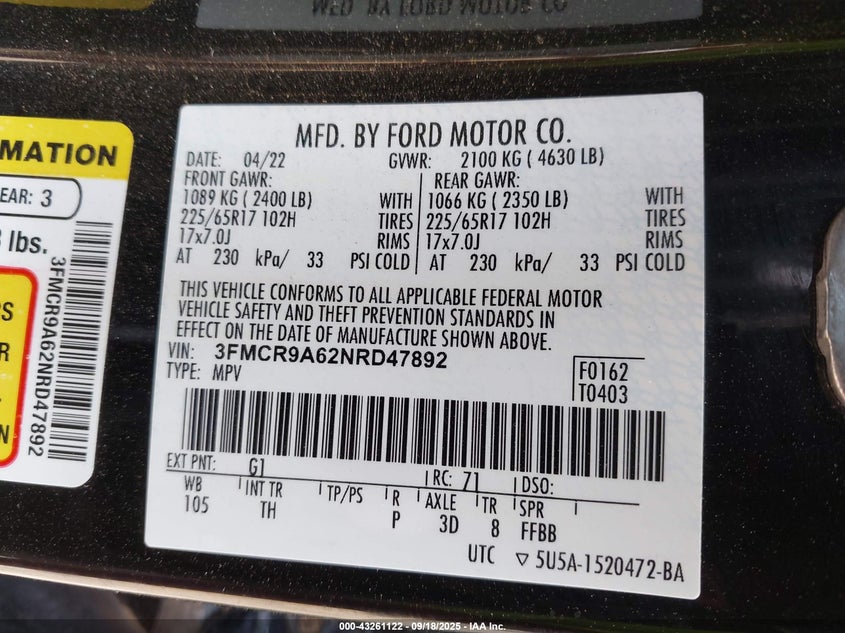 MFD. BY FORD MOTOR CO.
MFD. BY FORD MOTOR CO.
DATE: 04/22 GVWR: 2100 KG ( 4630 LB)
FRONT GAWR: REAR GAWR:
1089 KG ( 2400 LB) WITH 1066 KG ( 2350 LB) WITH
225/65R17 102H TIRES 225/65R17 102H TIRES
17x7.0J RIMS 17x7.0J RIMS
AT 230 kPa/ 33 PSI COLD AT 230 kPa/ 33 PSI COLD
THIS VEHICLE CONFORMS TO ALL APPLICABLE FEDERAL MOTOR
VEHICLE SAFETY AND THEFT PREVENTION STANDARDS IN
EFFECT ON THE DATE OF MANUFACTURE SHOWN ABOVE.
VIN: 3FMCR9A62NRD47892
TYPE: MPV
F0162
T0403
EXT PNT: G1 RC: 71 DSO:
WB INT TR TP/PS R AXLE TR SPR
105 TH P 3D 8 FFBB
UTC ▽ 5U5A-1520472-BA
MATION
EAR: 3
lbs.
3FMCR9A62NRD47892
000-43261122 - 09/18/2025 - IAA Inc.